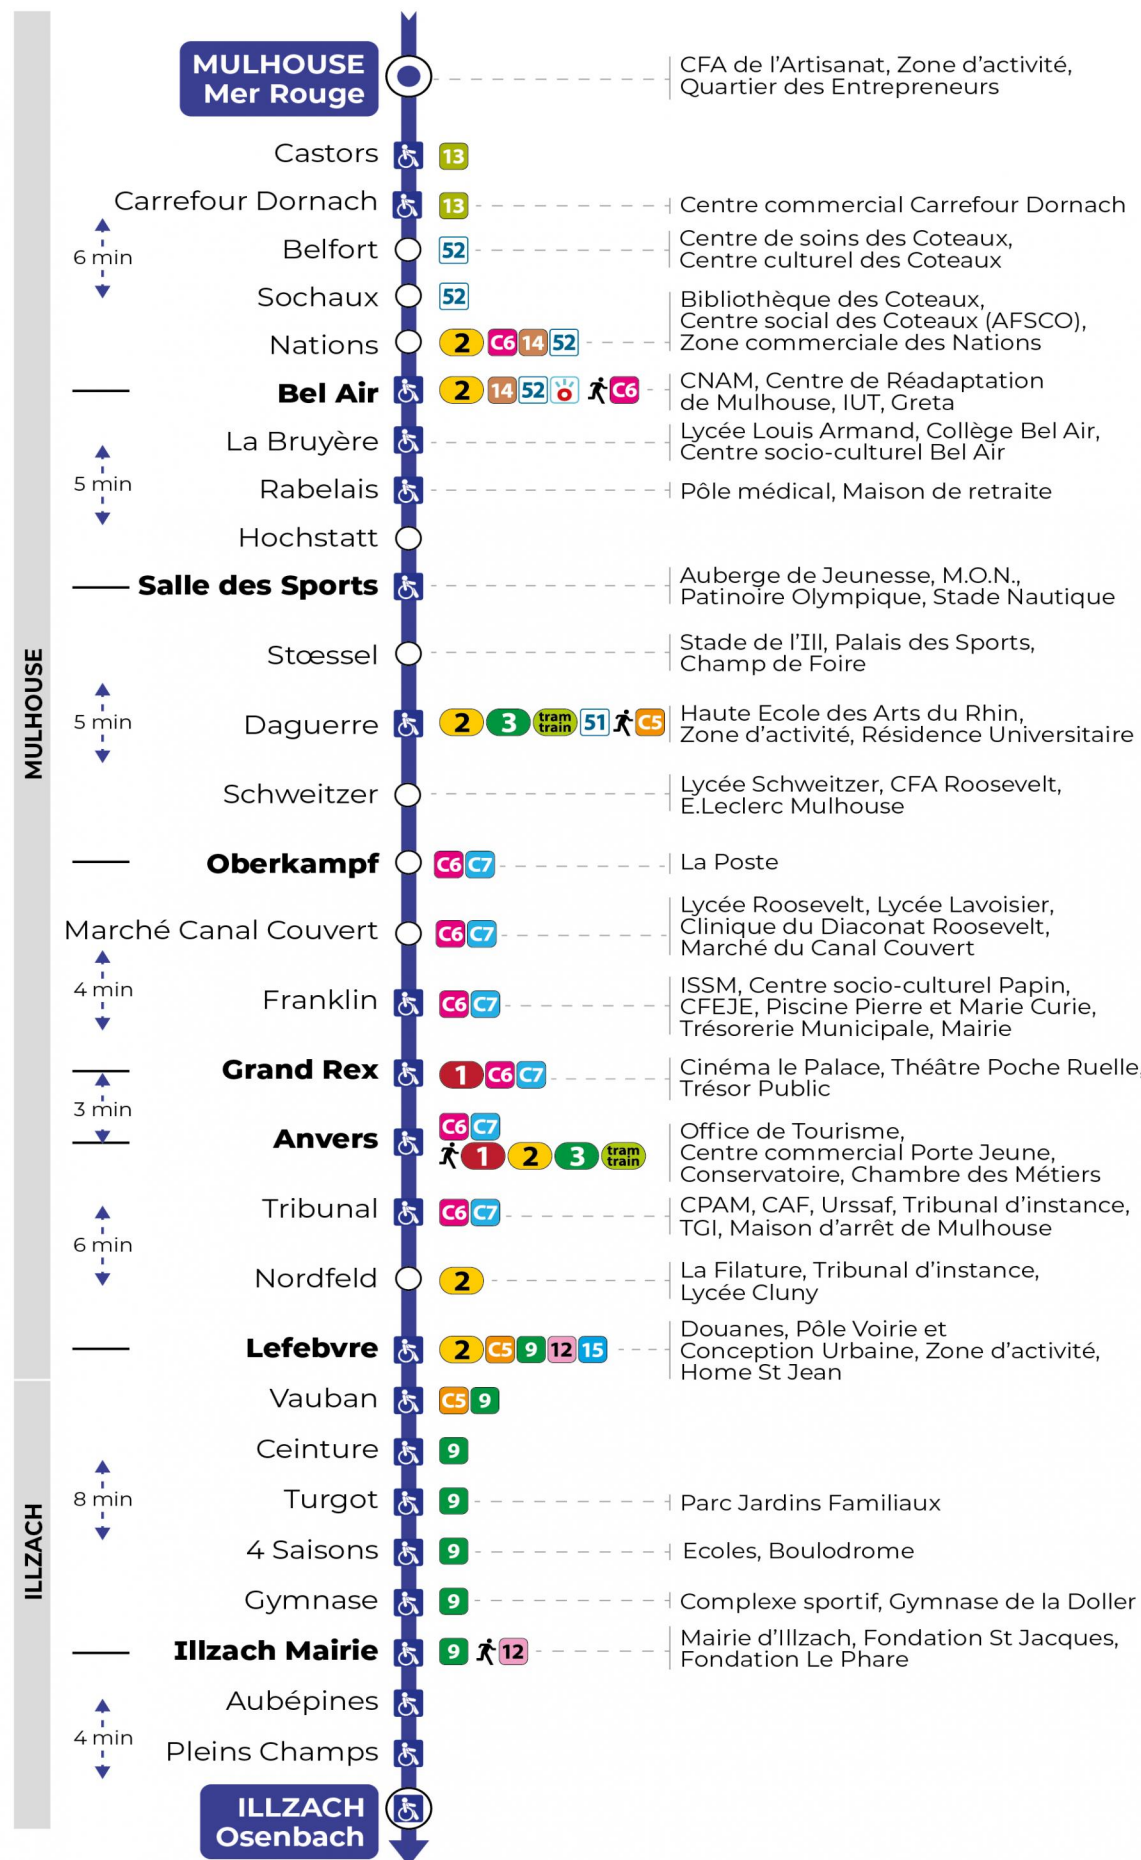 MULHOUSE
Mer Rouge
CFA de l'Artisanat, Zone d'activité,
Quartier des Entrepreneurs
Castors
13
Carrefour Dornach
13
Centre commercial Carrefour Dornach
6 min
Belfort
52
Centre de soins des Coteaux,
Centre culturel des Coteaux
Sochaux
52
Nations
2 C6 14 52
Bibliothèque des Coteaux,
Centre social des Coteaux (AFSCO),
Zone commerciale des Nations
Bel Air
2 14 52 C6
CNAM, Centre de Réadaptation
de Mulhouse, IUT, Greta
La Bruyère
Lycée Louis Armand, Collège Bel Air,
Centre socio-culturel Bel Air
5 min
Rabelais
Pôle médical, Maison de retraite
Hochstatt
Salle des Sports
Auberge de Jeunesse, M.O.N.,
Patinoire Olympique, Stade Nautique
MULHOUSE
Stœssel
Stade de l'Ill, Palais des Sports,
Champ de Foire
5 min
Daguerre
2 3 tram train 51 C5
Haute Ecole des Arts du Rhin,
Zone d'activité, Résidence Universitaire
Schweitzer
Lycée Schweitzer, CFA Roosevelt,
E.Leclerc Mulhouse
Oberkampf
C6 C7
La Poste
Marché Canal Couvert
C6 C7
Lycée Roosevelt, Lycée Lavoisier,
Clinique du Diaconat Roosevelt,
Marché du Canal Couvert
4 min
Franklin
C6 C7
ISSM, Centre socio-culturel Papin,
CFEJE, Piscine Pierre et Marie Curie,
Trésorerie Municipale, Mairie
Grand Rex
1 C6 C7
Cinéma le Palace, Théâtre Poche Ruelle,
Trésor Public
3 min
Anvers
C6 C7
1 2 3 tram train
Office de Tourisme,
Centre commercial Porte Jeune,
Conservatoire, Chambre des Métiers
Tribunal
C6 C7
CPAM, CAF, Urssaf, Tribunal d'instance,
TGI, Maison d'arrêt de Mulhouse
6 min
Nordfeld
2
La Filature, Tribunal d'instance,
Lycée Cluny
Lefebvre
2 C5 9 12 15
Douanes, Pôle Voirie et
Conception Urbaine, Zone d'activité,
Home St Jean
Vauban
C5 9
Ceinture
9
8 min
Turgot
9
Parc Jardins Familiaux
ILLZACH
4 Saisons
9
Ecoles, Boulodrome
Gymnase
9
Complexe sportif, Gymnase de la Doller
Illzach Mairie
9 12
Mairie d'Illzach, Fondation St Jacques,
Fondation Le Phare
Aubépines
4 min
Pleins Champs
ILLZACH
Osenbach